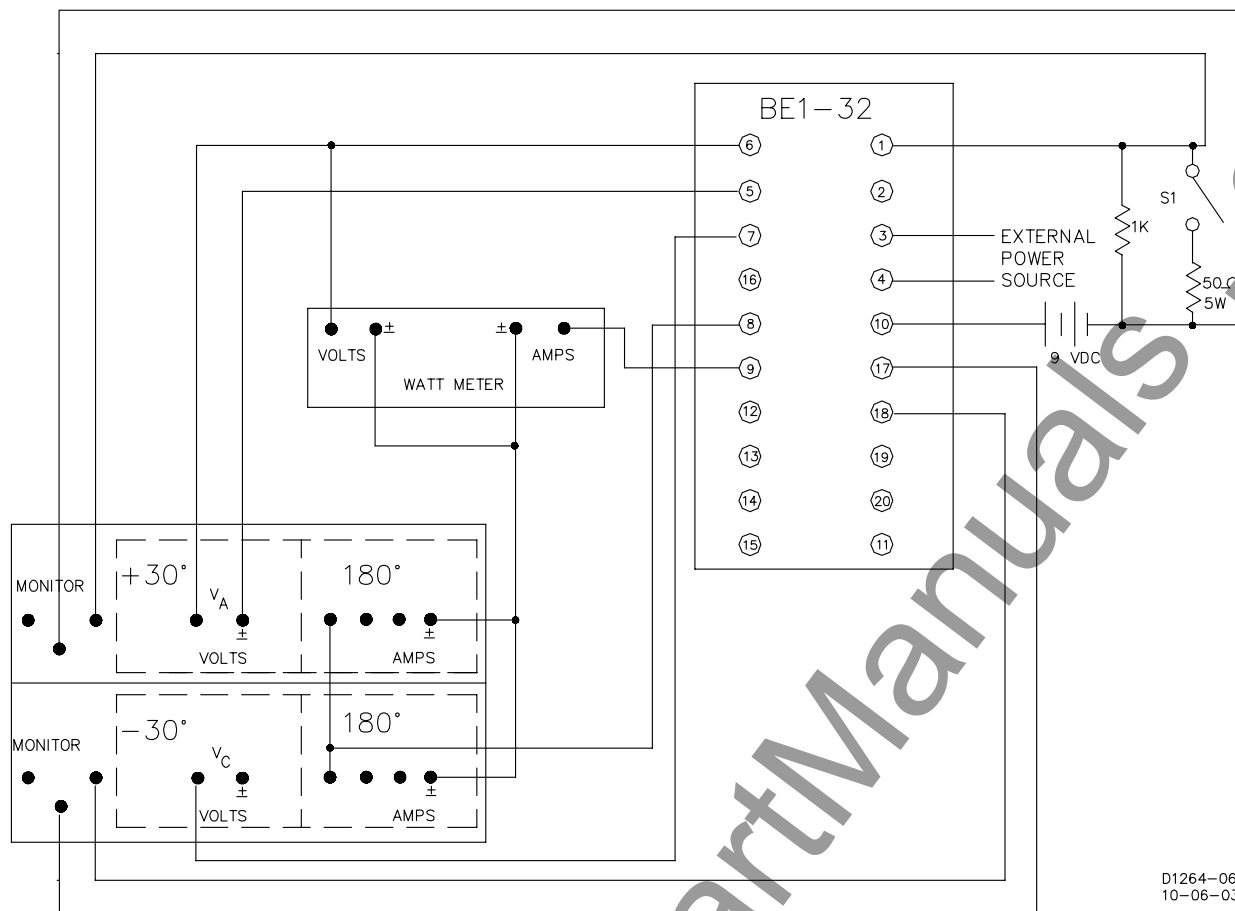 BE1-32
6 1
5 2
7 3
16 4
8 10
9 17
12 18
13 19
14 20
15 11
EXTERNAL
POWER
SOURCE
1K
S1
5W
9 VDC
VOLTS ± ± AMPS
WATT METER
MONITOR
+30°
VA
±
VOLTS
180°
±
AMPS
MONITOR
-30°
VC
±
VOLTS
180°
±
AMPS
D1264-06
10-06-03